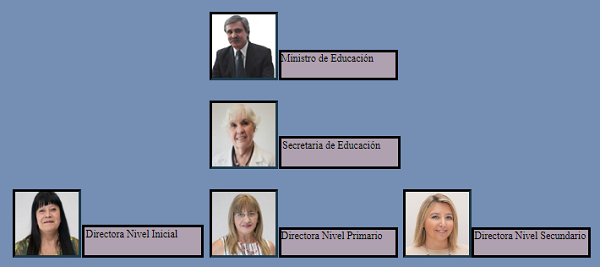 Ministro de Educación
Secretaria de Educación
Directora Nivel Inicial
Directora Nivel Primario
Directora Nivel Secundario